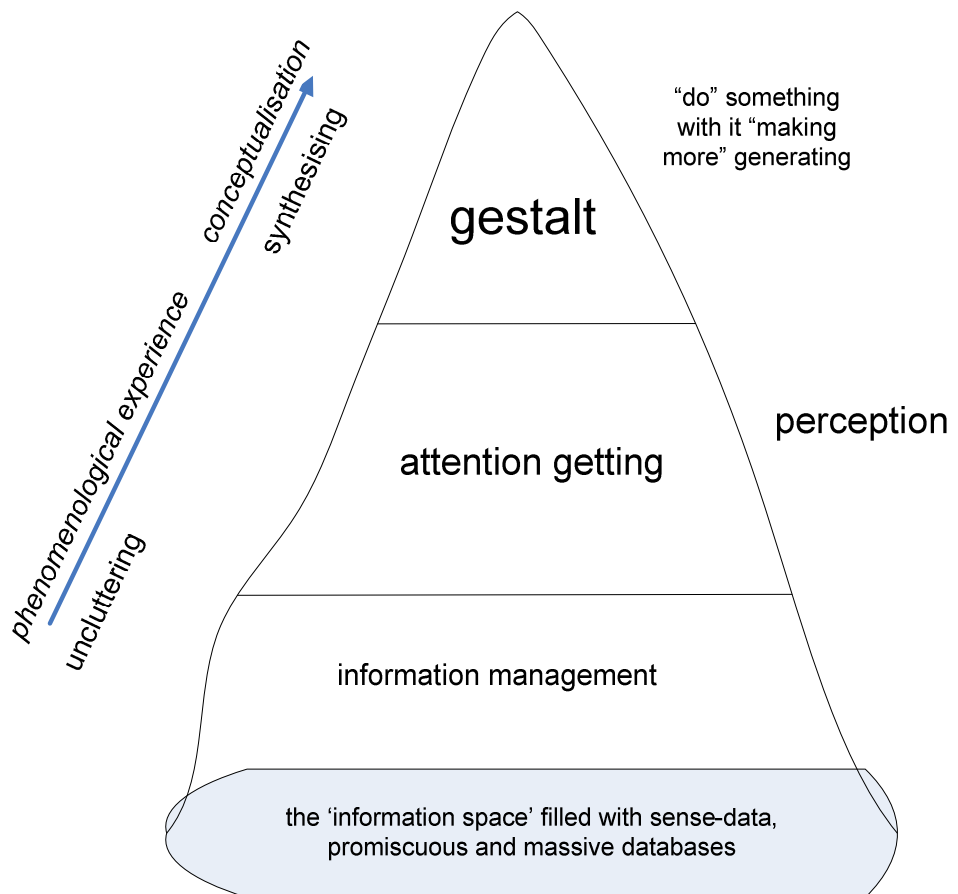 conceptualisation
synthesising
“do” something
with it “making
more” generating
gestalt
phenomenological experience
uncluttering
attention getting
perception
information management
the ‘information space’ filled with sense-data,
promiscuous and massive databases